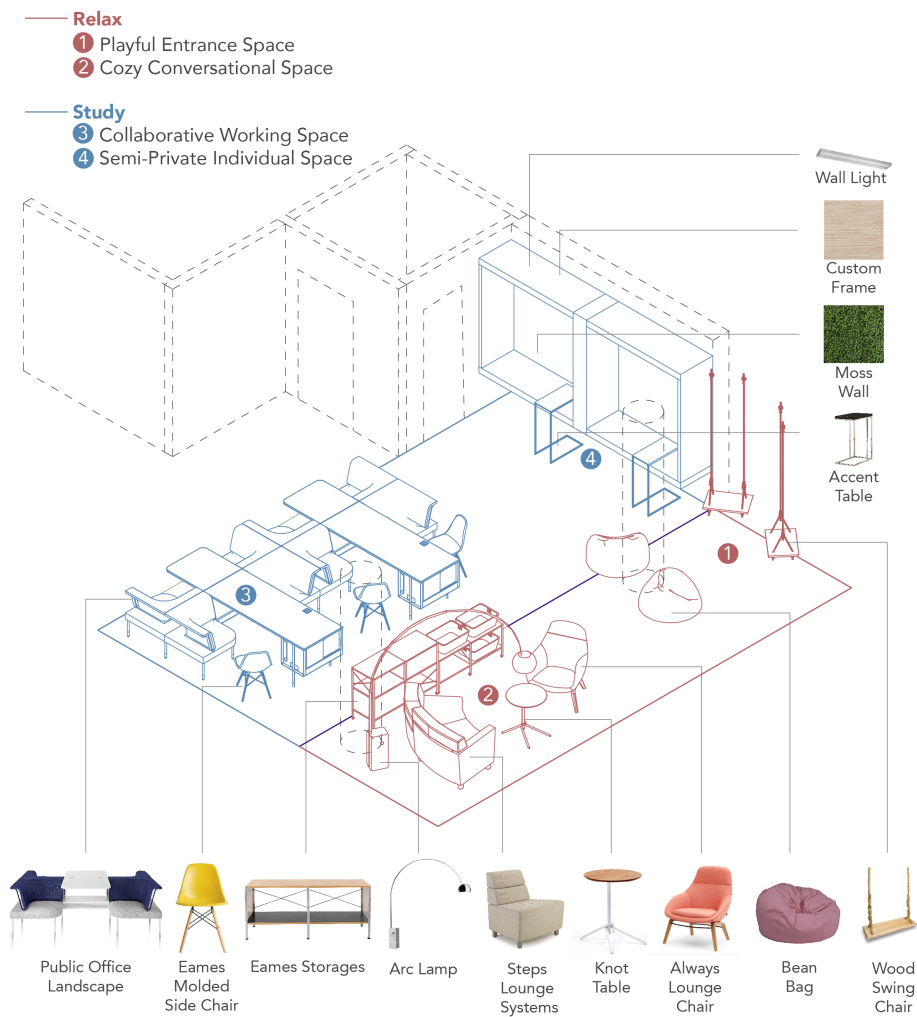 Relax
1 Playful Entrance Space
2 Cozy Conversational Space
Study
3 Collaborative Working Space
4 Semi-Private Individual Space
Wall Light
Custom
Frame
Moss
Wall
Accent
Table
4
1
3
2
Public Office
Landscape
Eames
Molded
Side Chair
Eames Storages
Arc Lamp
Steps
Lounge
Systems
Knot
Table
Always
Lounge
Chair
Bean
Bag
Wood
Swing
Chair